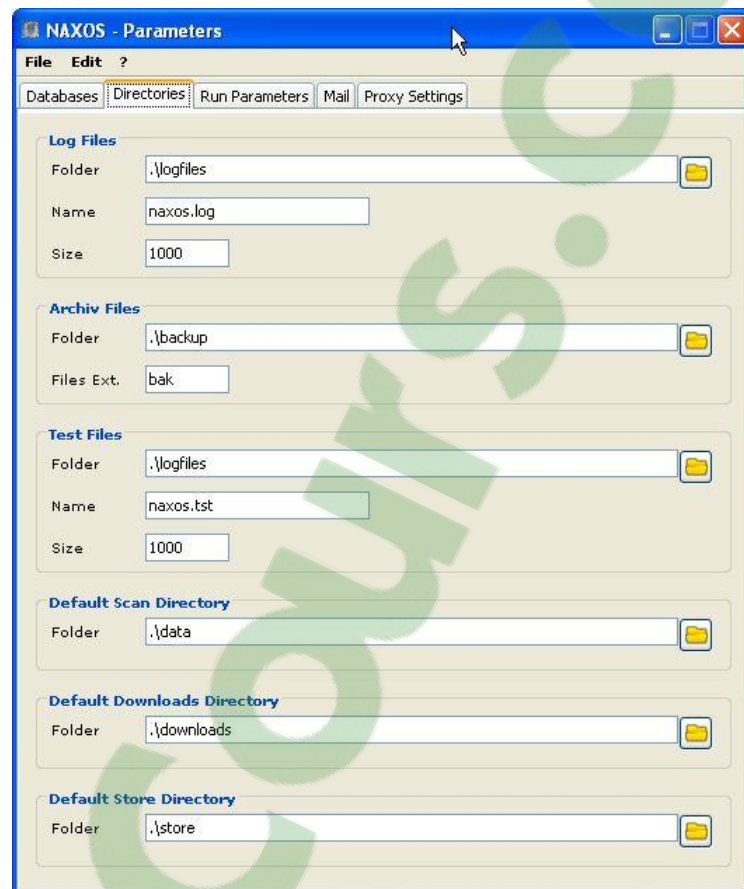 NAXOS - Parameters
File Edit ?
Databases Directories Run Parameters Mail Proxy Settings
Log Files
Folder .\logfiles
Name naxos.log
Size 1000
Archiv Files
Folder .\backup
Files Ext. bak
Test Files
Folder .\logfiles
Name naxos.tst
Size 1000
Default Scan Directory
Folder .\data
Default Downloads Directory
Folder .\downloads
Default Store Directory
Folder .\store
cours.c